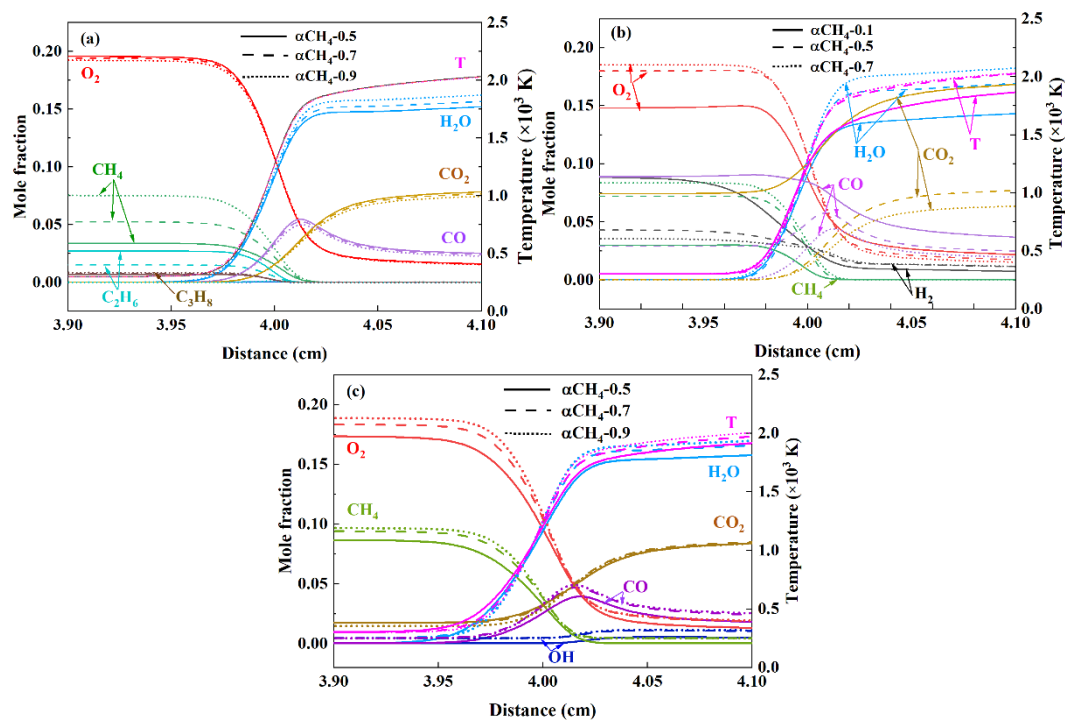 (a)
αCH₄-0.5
αCH₄-0.7
αCH₄-0.9
O₂
T
H₂O
CH₄
CO₂
CO
C₂H₆
C₃H₈
0.20
0.15
0.10
0.05
0.00
Mole fraction
2.5
2.0
1.5
1.0
0.5
0.0
Temperature (×10³ K)
3.90 3.95 4.00 4.05 4.10
Distance (cm)
(b)
αCH₄-0.1
αCH₄-0.5
αCH₄-0.7
O₂
H₂O
T
CO₂
CO
CH₄
H₂
0.20
0.15
0.10
0.05
0.00
Mole fraction
2.5
2.0
1.5
1.0
0.5
0.0
Temperature (×10³ K)
3.90 3.95 4.00 4.05 4.10
Distance (cm)
(c)
αCH₄-0.5
αCH₄-0.7
αCH₄-0.9
T
O₂
H₂O
CH₄
CO₂
CO
OH
0.20
0.15
0.10
0.05
0.00
Mole fraction
2.5
2.0
1.5
1.0
0.5
0.0
Temperature (×10³ K)
3.90 3.95 4.00 4.05 4.10
Distance (cm)